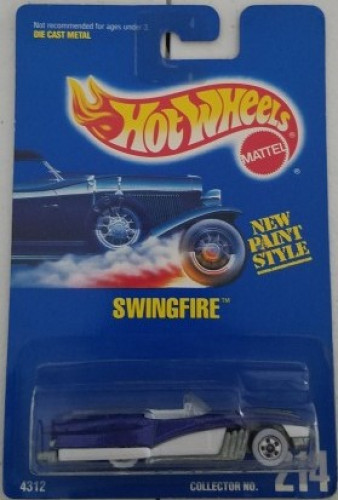 Not recommended for ages under 3.
DIE CAST METAL
Hot Wheels
MATTEL
NEW
PAINT
STYLE
SWINGFIRE™
4312
COLLECTOR NO. 214